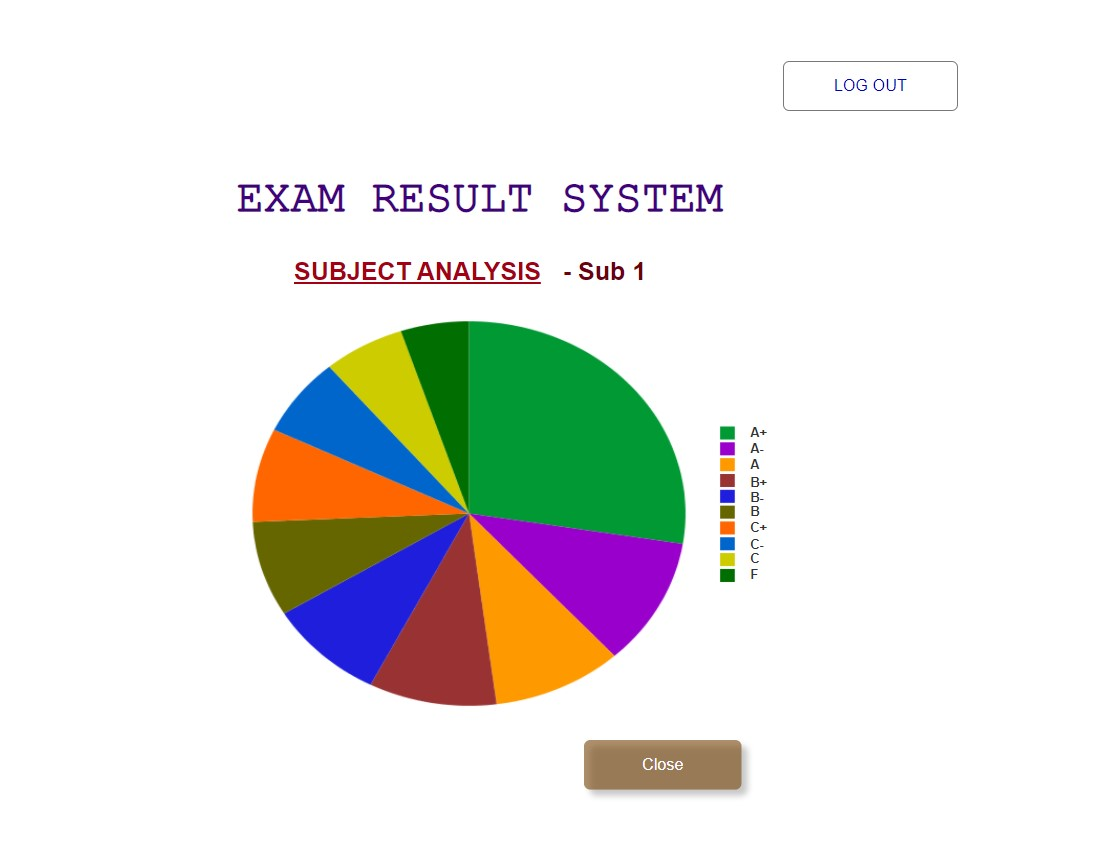 LOG OUT
EXAM RESULT SYSTEM
SUBJECT ANALYSIS - Sub 1
A+
A-
A
B+
B-
B
C+
C-
C
F
Close